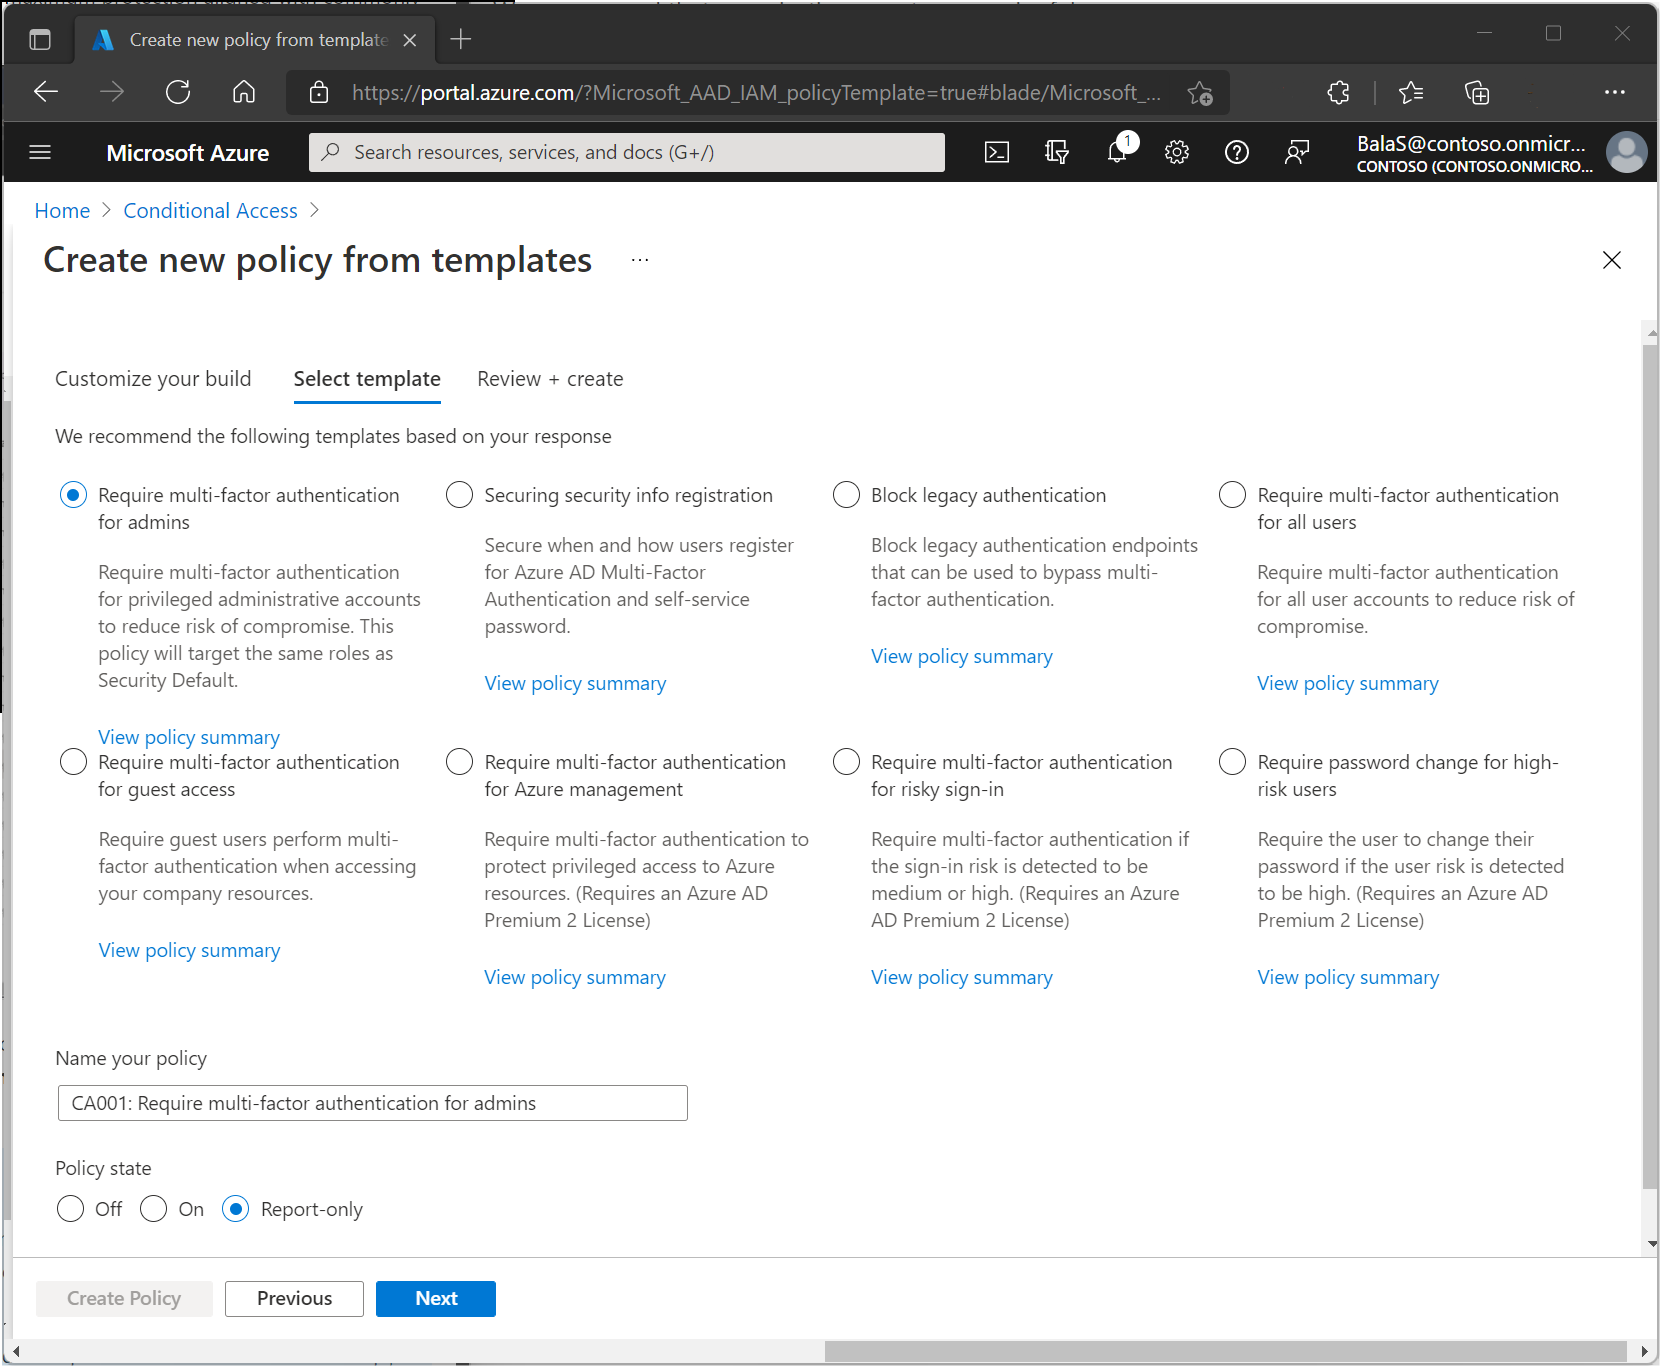 Create new policy from template
https://portal.azure.com/?Microsoft_AAD_IAM_policyTemplate=true#blade/Microsoft_...
Microsoft Azure
Search resources, services, and docs (G+/)
1
BalaS@contoso.onmicr...
CONTOSO (CONTOSO.ONMICRO...
Home > Conditional Access >
Create new policy from templates ...
Customize your build
Select template
Review + create
We recommend the following templates based on your response
Require multi-factor authentication
for admins
Require multi-factor authentication
for privileged administrative accounts
to reduce risk of compromise. This
policy will target the same roles as
Security Default.
View policy summary
Securing security info registration
Secure when and how users register
for Azure AD Multi-Factor
Authentication and self-service
password.
View policy summary
Block legacy authentication
Block legacy authentication endpoints
that can be used to bypass multi-
factor authentication.
View policy summary
Require multi-factor authentication
for all users
Require multi-factor authentication
for all user accounts to reduce risk of
compromise.
View policy summary
Require multi-factor authentication
for guest access
Require guest users perform multi-
factor authentication when accessing
your company resources.
View policy summary
Require multi-factor authentication
for Azure management
Require multi-factor authentication to
protect privileged access to Azure
resources. (Requires an Azure AD
Premium 2 License)
View policy summary
Require multi-factor authentication
for risky sign-in
Require multi-factor authentication if
the sign-in risk is detected to be
medium or high. (Requires an Azure
AD Premium 2 License)
View policy summary
Require password change for high-
risk users
Require the user to change their
password if the user risk is detected
to be high. (Requires an Azure AD
Premium 2 License)
View policy summary
Name your policy
CA001: Require multi-factor authentication for admins
Policy state
Off
On
Report-only
Create Policy
Previous
Next